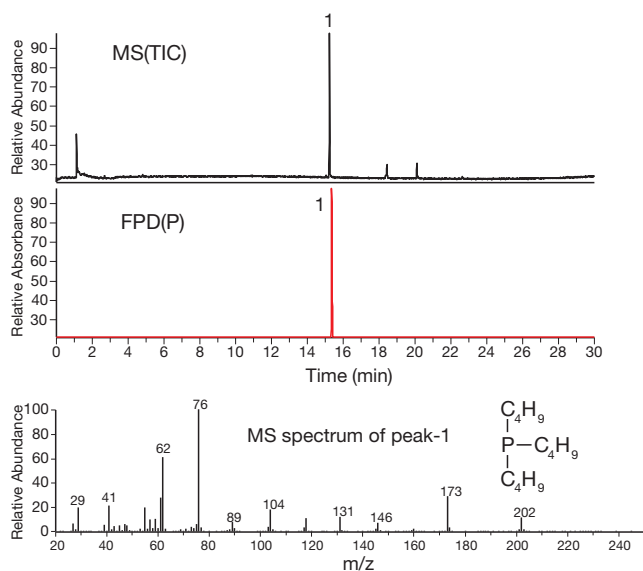 1
MS(TIC)
Relative Abundance
90
80
70
60
50
40
30
1
FPD(P)
Relative Absorbance
90
80
70
60
50
40
30
0 2 4 6 8 10 12 14 16 18 20 22 24 26 28 30
Time (min)
Relative Abundance
100
80
60
40
20
0
MS spectrum of peak-1
29 41 62 76 89 104 131 146 173 202
C₄H₉
P—C₄H₉
C₄H₉
20 40 60 80 100 120 140 160 180 200 220 240
m/z